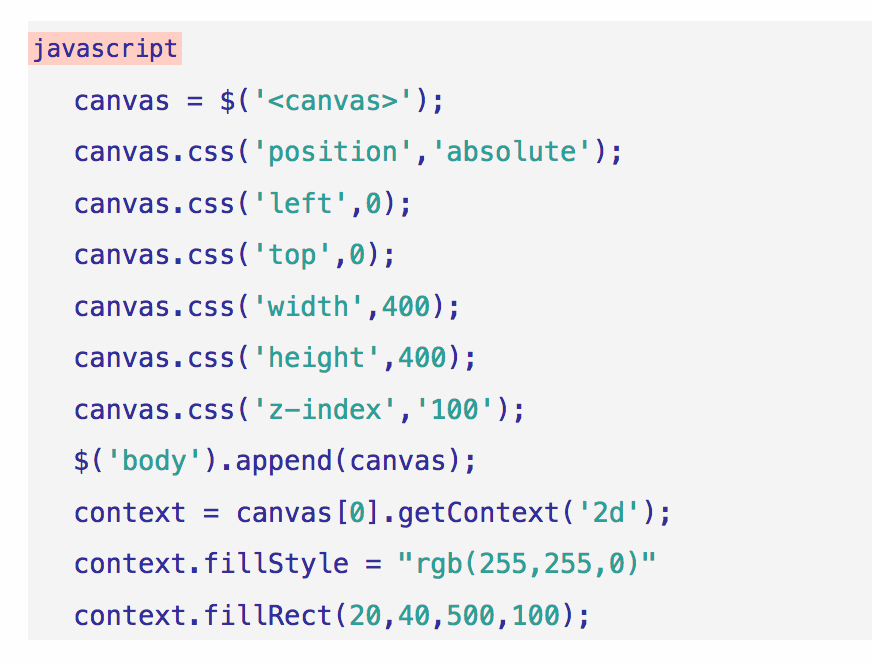 javascript
canvas = $('<canvas>');
canvas.css('position','absolute');
canvas.css('left',0);
canvas.css('top',0);
canvas.css('width',400);
canvas.css('height',400);
canvas.css('z-index','100');
$('body').append(canvas);
context = canvas[0].getContext('2d');
context.fillStyle = "rgb(255,255,0)"
context.fillRect(20,40,500,100);